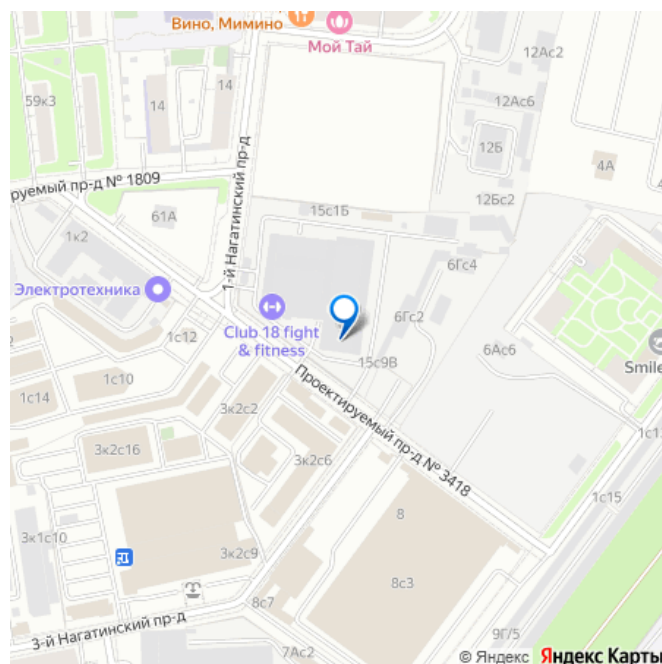 Вино, Мимино
Мой Тай
12Ас2
59к3
14
14
12Ас6
12Б
4А
руемый пр-д № 1809
1-й Нагатинский пр-д
12Бс2
61А
15с1Б
1к2
6Гс4
Электротехника
Club 18 fight
& fitness
6Гс2
1с12
15с9В
6Ас6
Smile
1с10
1с14
Проектируемый пр-д № 3418
3к2с2
3к2с16
3к2с6
1с15
8
3к1с10
3к2с9
8с3
8с7
3-й Нагатинский пр-д
7Ас2
9Г/5
© Яндекс Яндекс Карты